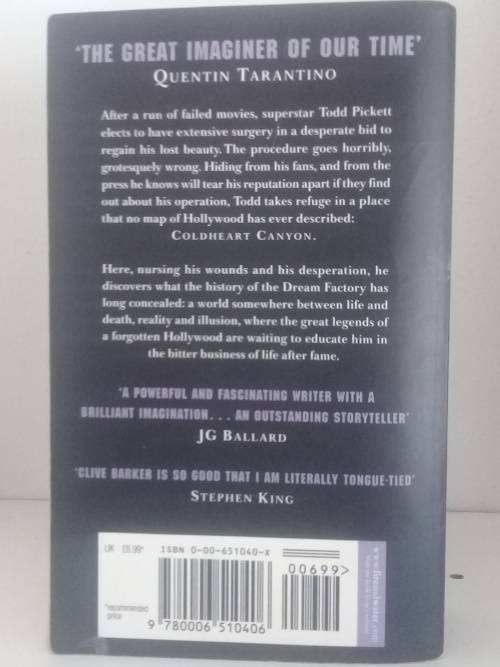 ‘THE GREAT IMAGINER OF OUR TIME’
QUENTIN TARANTINO
After a run of failed movies, superstar Todd Pickett
elects to have extensive surgery in a desperate bid to
regain his lost beauty. The procedure goes horribly,
grotesquely wrong. Hiding from his fans, and from the
press he knows will tear his reputation apart if they find
out about his operation, Todd takes refuge in a place
that no map of Hollywood has ever described:
COLDHEART CANYON.
Here, nursing his wounds and his desperation, he
discovers what the history of the Dream Factory has
long concealed: a world somewhere between life and
death, reality and illusion, where the great legends of
a forgotten Hollywood are waiting to educate him in
the bitter business of life after fame.
‘A POWERFUL AND FASCINATING WRITER WITH A
BRILLIANT IMAGINATION... AN OUTSTANDING STORYTELLER’
JG BALLARD
‘CLIVE BARKER IS SO GOOD THAT I AM LITERALLY TONGUE-TIED’
STEPHEN KING
UK £6.99*
ISBN 0-00-651040-X
00699>
*recommended
price
9 780006 510406
www.fireandwater.com